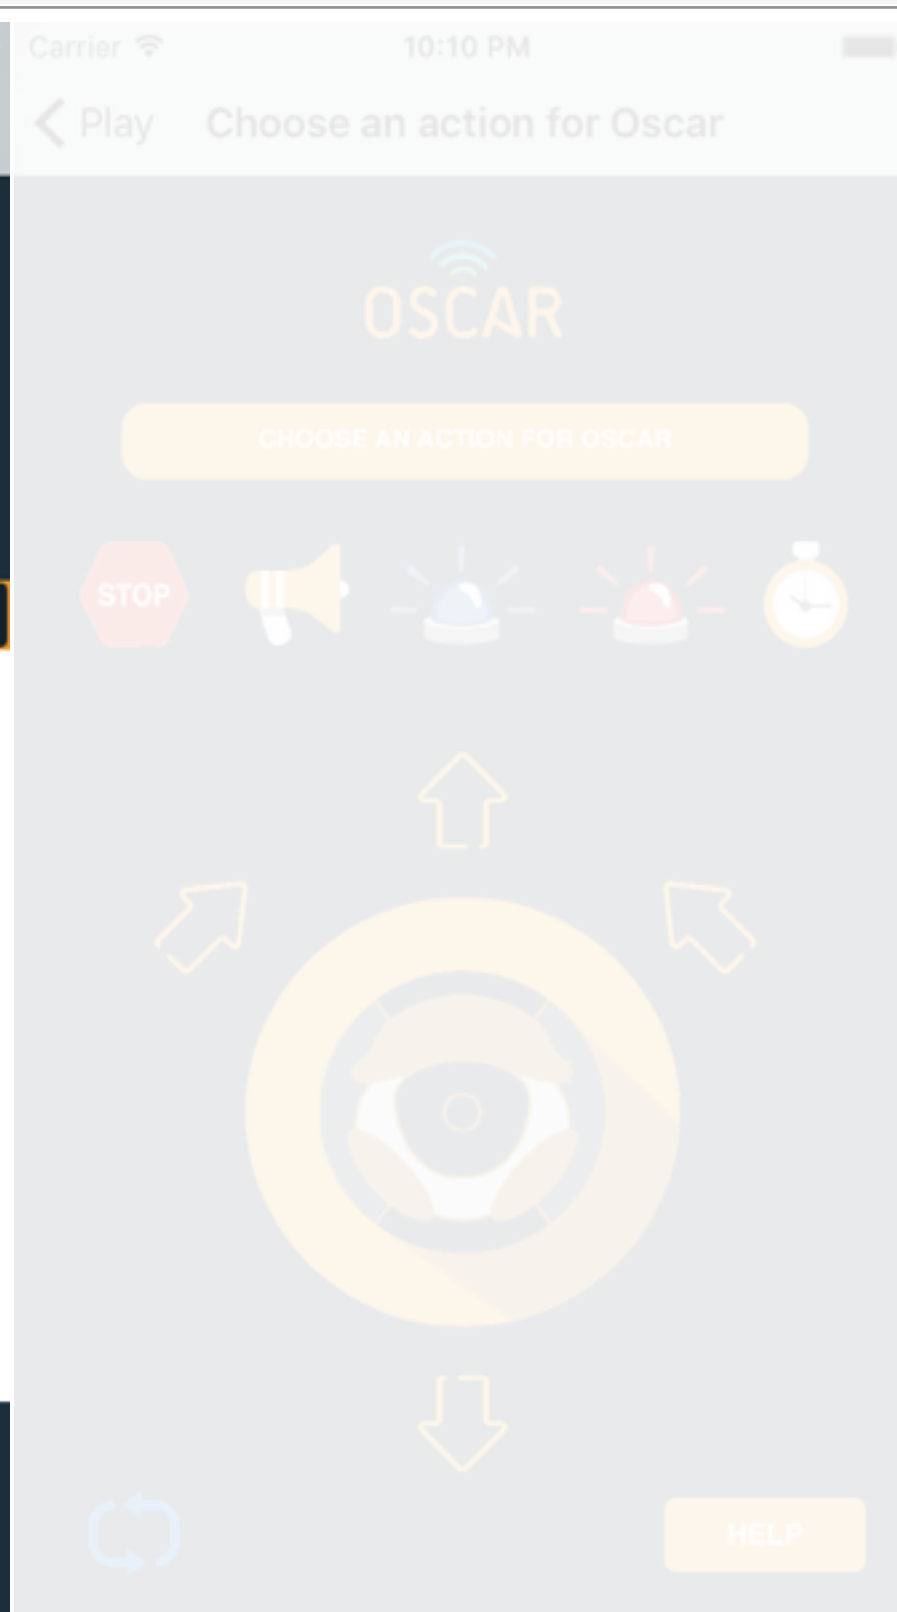 Carrier 10:10 PM
Play Choose an action for Oscar
OSCAR
CHOOSE AN ACTION FOR OSCAR
STOP
HELP